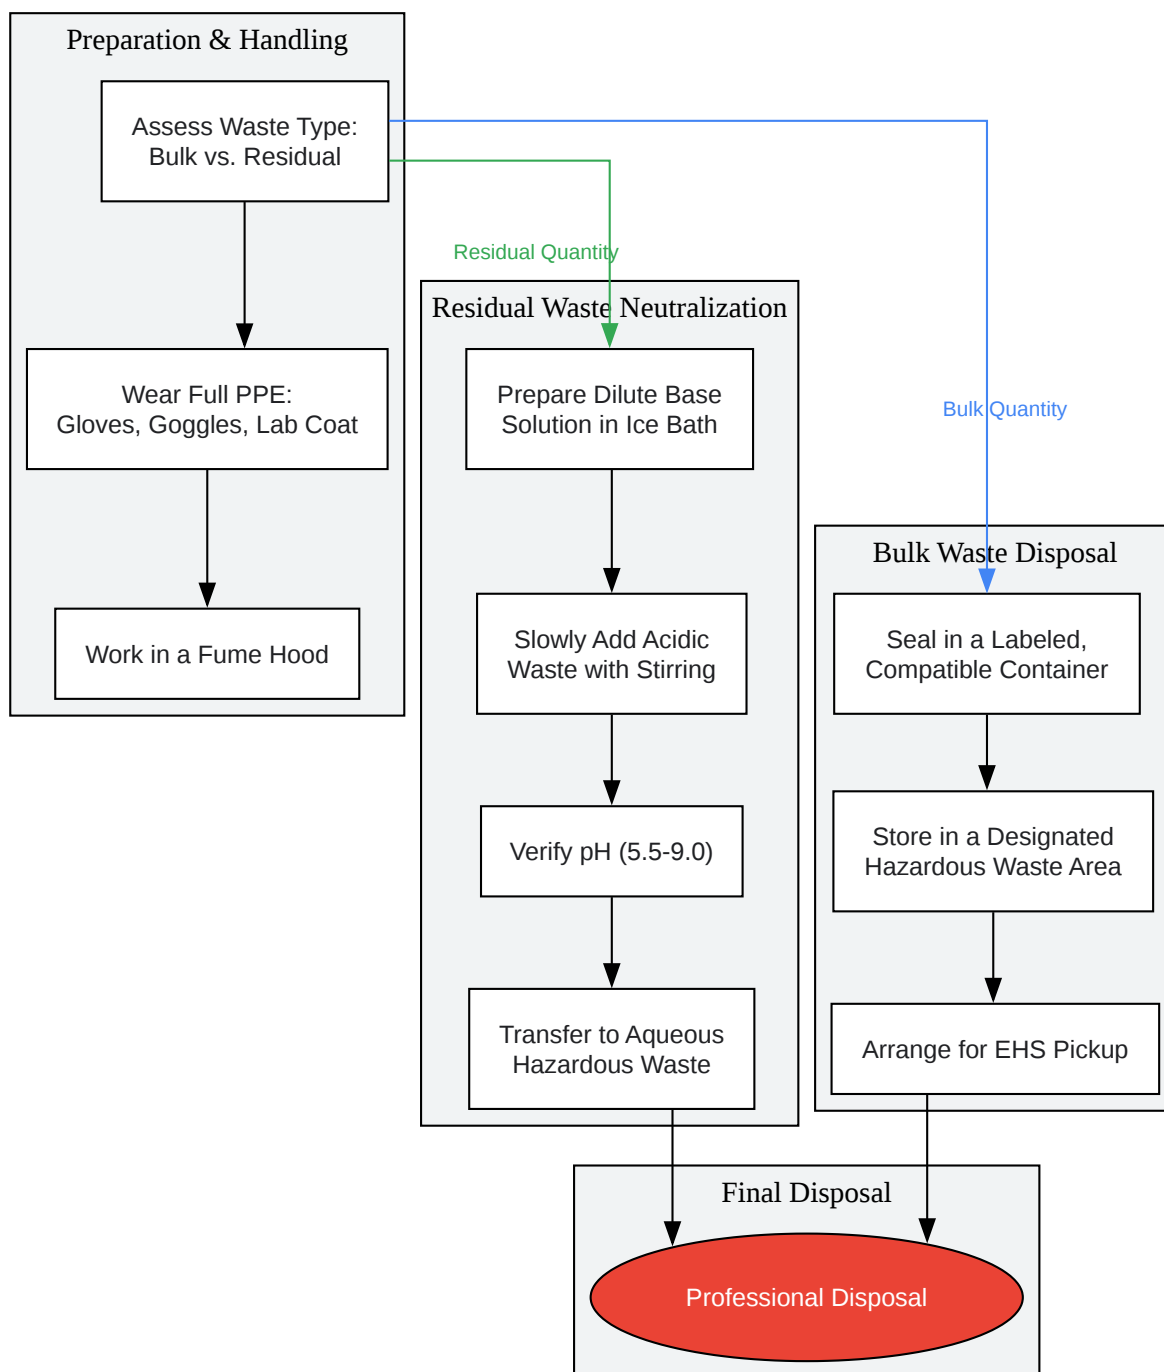 Preparation & Handling
Assess Waste Type:
Bulk vs. Residual
Wear Full PPE:
Gloves, Goggles, Lab Coat
Work in a Fume Hood
Residual Quantity
Residual Waste Neutralization
Prepare Dilute Base
Solution in Ice Bath
Slowly Add Acidic
Waste with Stirring
Verify pH (5.5-9.0)
Transfer to Aqueous
Hazardous Waste
Bulk Quantity
Bulk Waste Disposal
Seal in a Labeled,
Compatible Container
Store in a Designated
Hazardous Waste Area
Arrange for EHS Pickup
Final Disposal
Professional Disposal